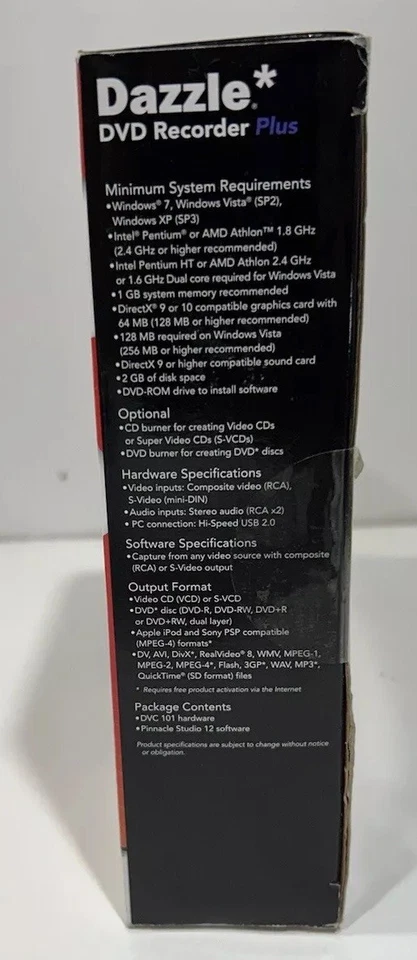 Dazzle*®
DVD Recorder Plus
Minimum System Requirements
•Windows® 7, Windows Vista® (SP2),
Windows XP (SP3)
•Intel® Pentium® or AMD Athlon™ 1.8 GHz
(2.4 GHz or higher recommended)
•Intel Pentium HT or AMD Athlon 2.4 GHz
or 1.6 GHz Dual core required for Windows Vista
•1 GB system memory recommended
•DirectX® 9 or 10 compatible graphics card with
64 MB (128 MB or higher recommended)
•128 MB required on Windows Vista
(256 MB or higher recommended)
•DirectX 9 or higher compatible sound card
•2 GB of disk space
•DVD-ROM drive to install software
Optional
•CD burner for creating Video CDs
or Super Video CDs (S-VCDs)
•DVD burner for creating DVD* discs
Hardware Specifications
•Video inputs: Composite video (RCA),
S-Video (mini-DIN)
•Audio inputs: Stereo audio (RCA x2)
• PC connection: Hi-Speed USB 2.0
Software Specifications
•Capture from any video source with composite
(RCA) or S-Video output
Output Format
•Video CD (VCD) or S-VCD
•DVD* disc (DVD-R, DVD-RW, DVD+R
or DVD+RW, dual layer)
•Apple iPod and Sony PSP compatible
(MPEG-4) formats*
•DV, AVI, DivX*, RealVideo® 8, WMV, MPEG-1,
MPEG-2, MPEG-4*, Flash, 3GP*, WAV, MP3*,
QuickTime® (SD format) files
* Requires free product activation via the Internet
Package Contents
•DVC 101 hardware
•Pinnacle Studio 12 software
Product specifications are subject to change without notice
or obligation.